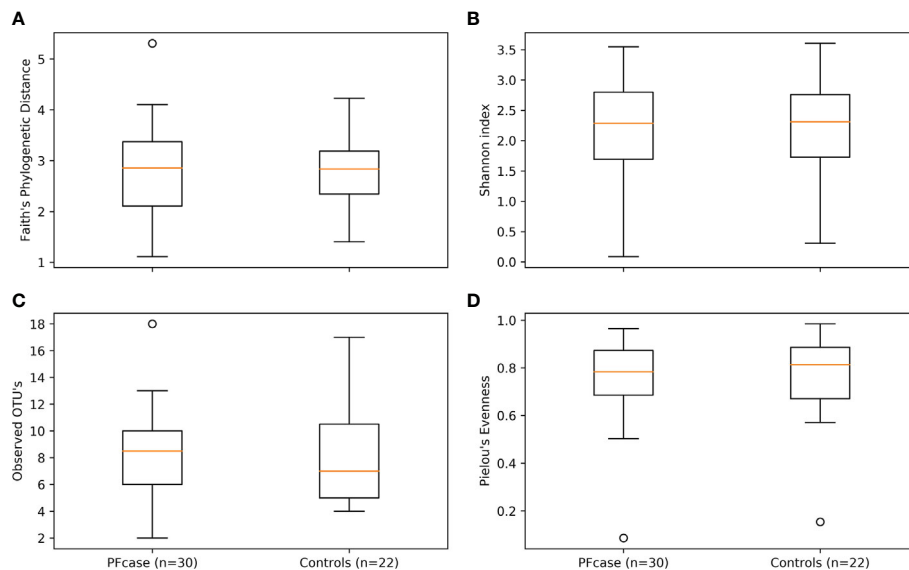 A
Faith's Phylogenetic Distance
5
4
3
2
1
B
Shannon index
3.5
3.0
2.5
2.0
1.5
1.0
0.5
0.0
C
Observed OTU's
18
16
14
12
10
8
6
4
2
PFcase (n=30)
Controls (n=22)
D
Pielou's Evenness
1.0
0.8
0.6
0.4
0.2
PFcase (n=30)
Controls (n=22)